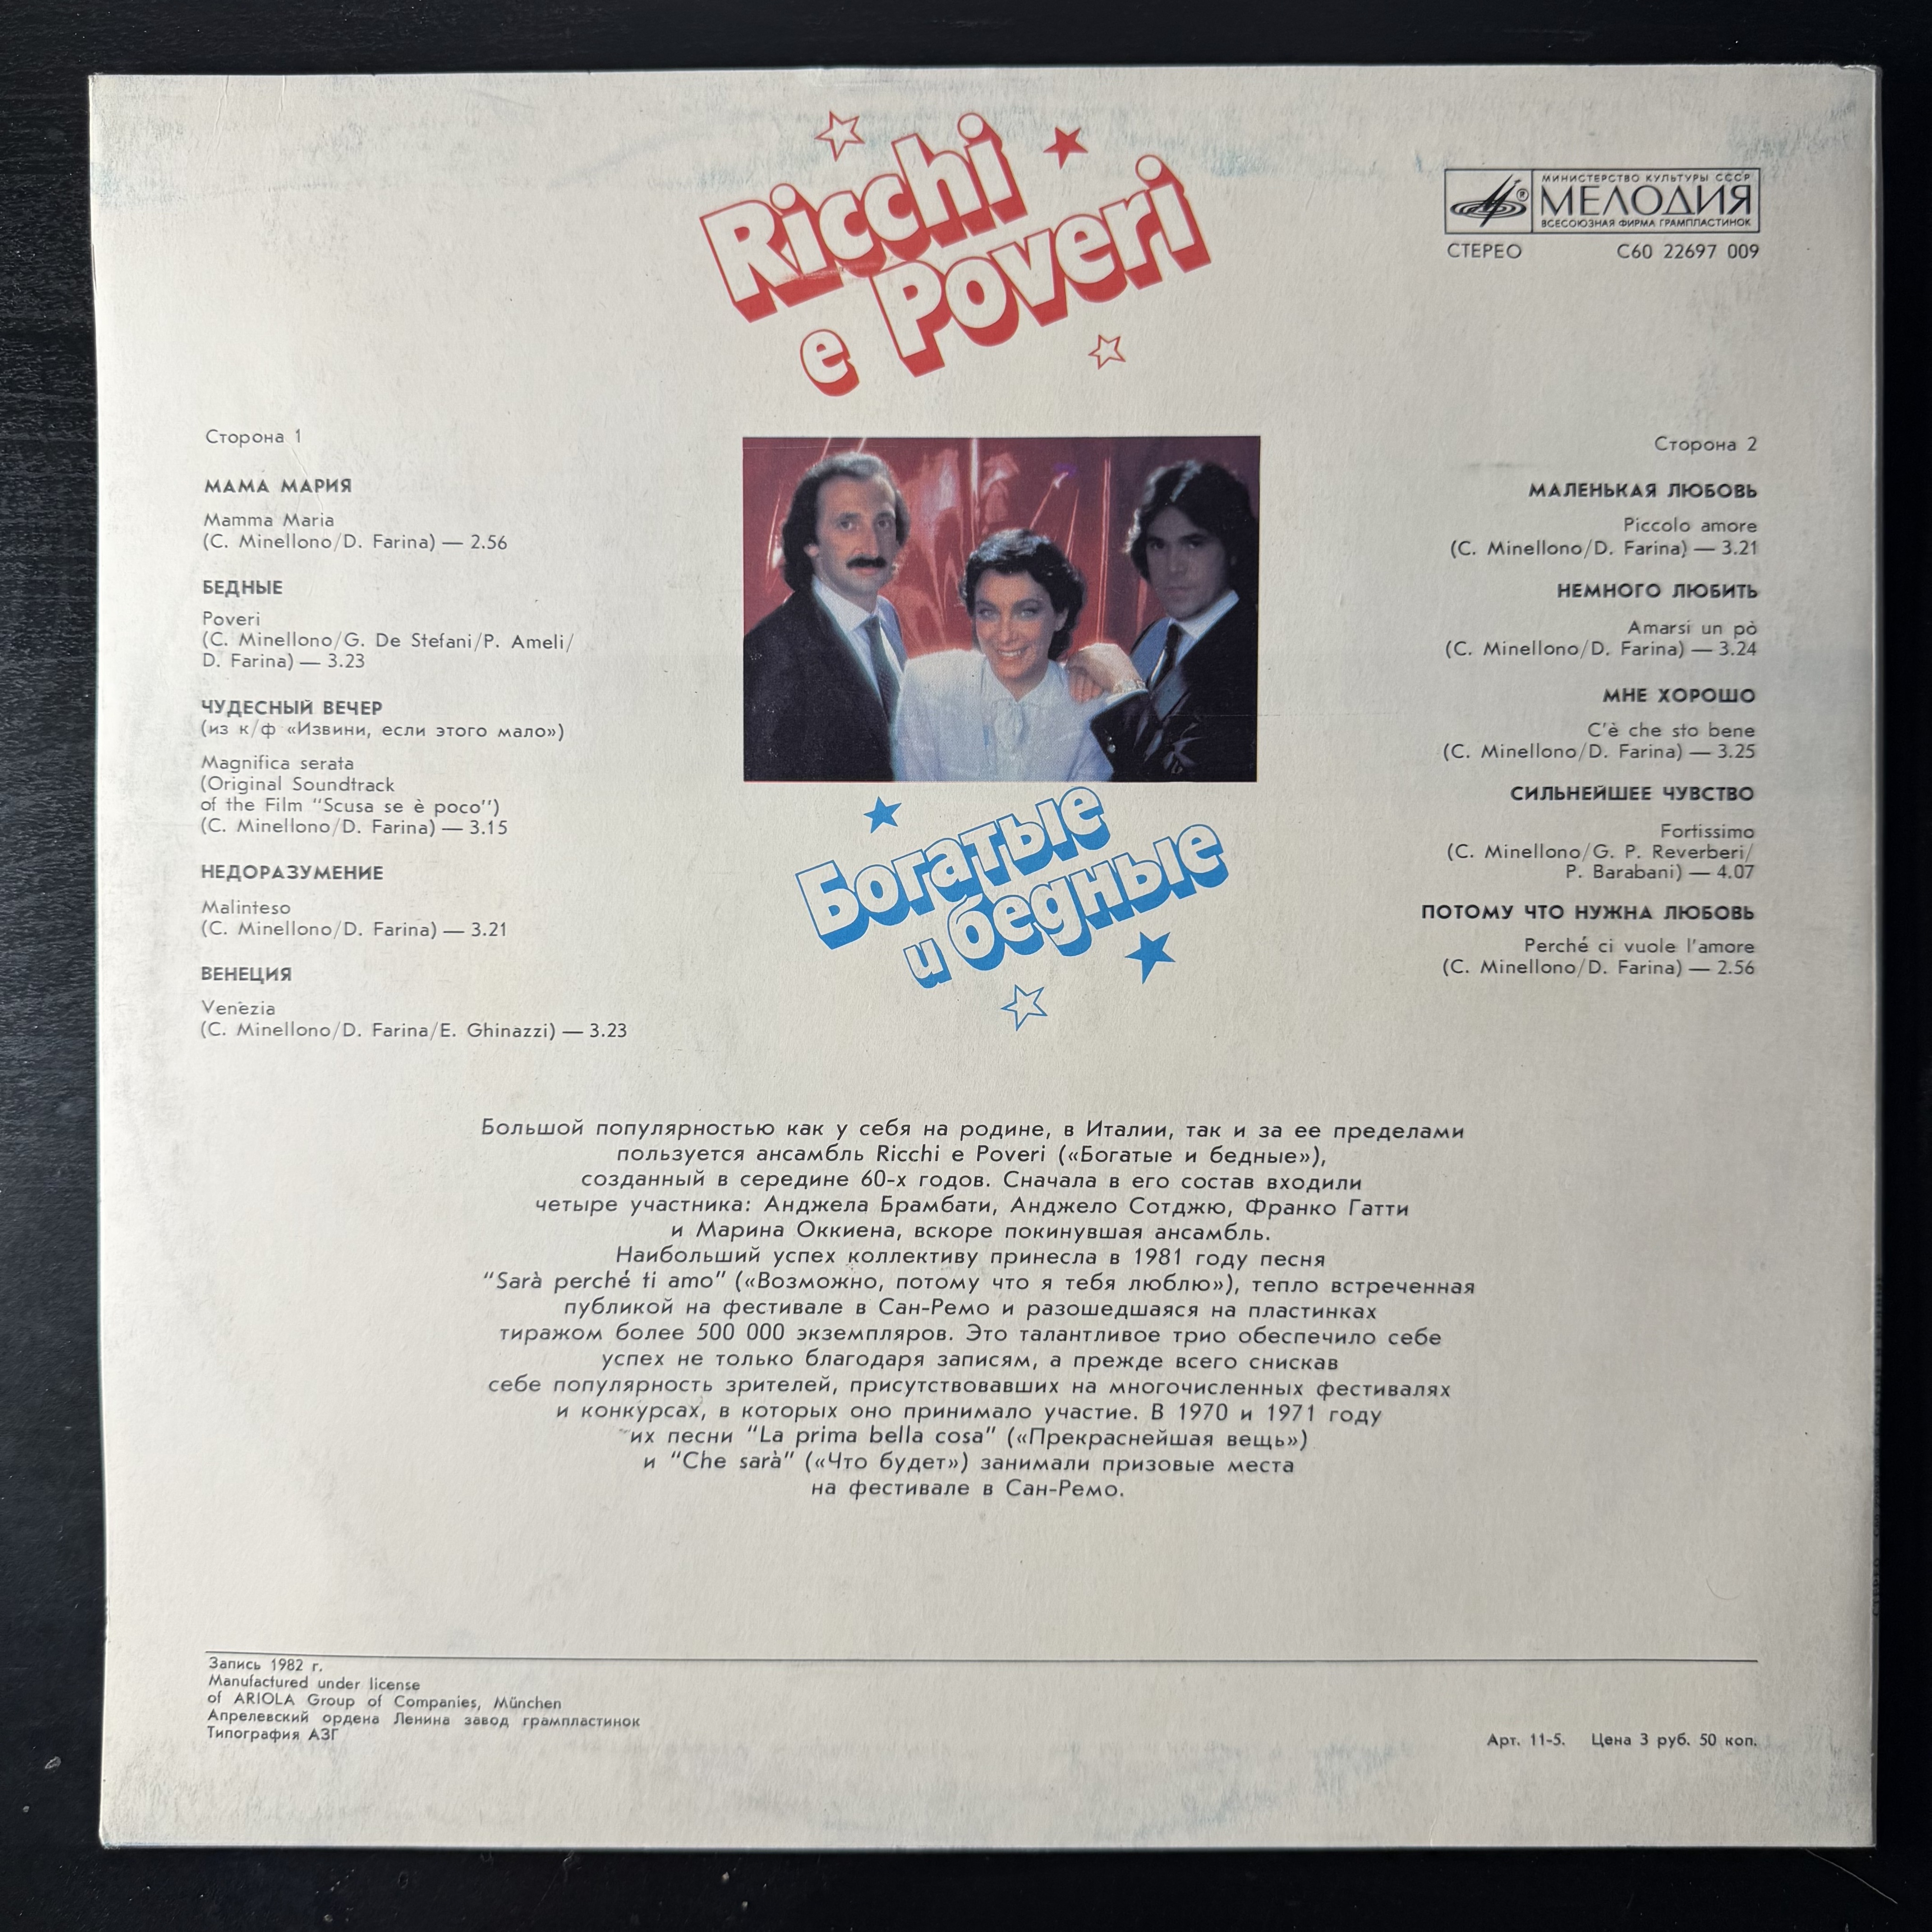 Ricchi
e Poveri
МИНИСТЕРСТВО КУЛЬТУРЫ СССР
МЕЛОДИЯ
ВСЕСОЮЗНАЯ ФИРМА ГРАМПЛАСТИНОК
СТЕРЕО С60 22697 009
Сторона 1
МАМА МАРИЯ
Mamma Maria
(C. Minellono/D. Farina) — 2.56
БЕДНЫЕ
Poveri
(C. Minellono/G. De Stefani/P. Ameli/
D. Farina) — 3.23
ЧУДЕСНЫЙ ВЕЧЕР
(из к/ф «Извини, если этого мало»)
Magnifica serata
(Original Soundtrack
of the Film “Scusa se è poco”)
(C. Minellono/D. Farina) — 3.15
НЕДОРАЗУМЕНИЕ
Malinteso
(C. Minellono/D. Farina) — 3.21
ВЕНЕЦИЯ
Venezia
(C. Minellono/D. Farina/E. Ghinazzi) — 3.23
Богатые
и бедные
Сторона 2
МАЛЕНЬКАЯ ЛЮБОВЬ
Piccolo amore
(C. Minellono/D. Farina) — 3.21
НЕМНОГО ЛЮБИТЬ
Amarsi un pò
(C. Minellono/D. Farina) — 3.24
МНЕ ХОРОШО
C'è che sto bene
(C. Minellono/D. Farina) — 3.25
СИЛЬНЕЙШЕЕ ЧУВСТВО
Fortissimo
(C. Minellono/G. P. Reverberi/
P. Barabani) — 4.07
ПОТОМУ ЧТО НУЖНА ЛЮБОВЬ
Perché ci vuole l'amore
(C. Minellono/D. Farina) — 2.56
Большой популярностью как у себя на родине, в Италии, так и за ее пределами
пользуется ансамбль Ricchi e Poveri («Богатые и бедные»),
созданный в середине 60-х годов. Сначала в его состав входили
четыре участника: Анджела Брамбати, Анджело Сотджю, Франко Гатти
и Марина Оккиена, вскоре покинувшая ансамбль.
Наибольший успех коллективу принесла в 1981 году песня
“Sarà perché ti amo” («Возможно, потому что я тебя люблю»), тепло встреченная
публикой на фестивале в Сан-Ремо и разошедшаяся на пластинках
тиражом более 500 000 экземпляров. Это талантливое трио обеспечило себе
успех не только благодаря записям, а прежде всего снискав
себе популярность зрителей, присутствовавших на многочисленных фестивалях
и конкурсах, в которых оно принимало участие. В 1970 и 1971 году
их песни “La prima bella cosa” («Прекраснейшая вещь»)
и “Che sarà” («Что будет») занимали призовые места
на фестивале в Сан-Ремо.
Запись 1982 г.
Manufactured under license
of ARIOLA Group of Companies, München
Апрелевский ордена Ленина завод грампластинок
Типография АЗГ
Арт. 11-5. Цена 3 руб. 50 коп.